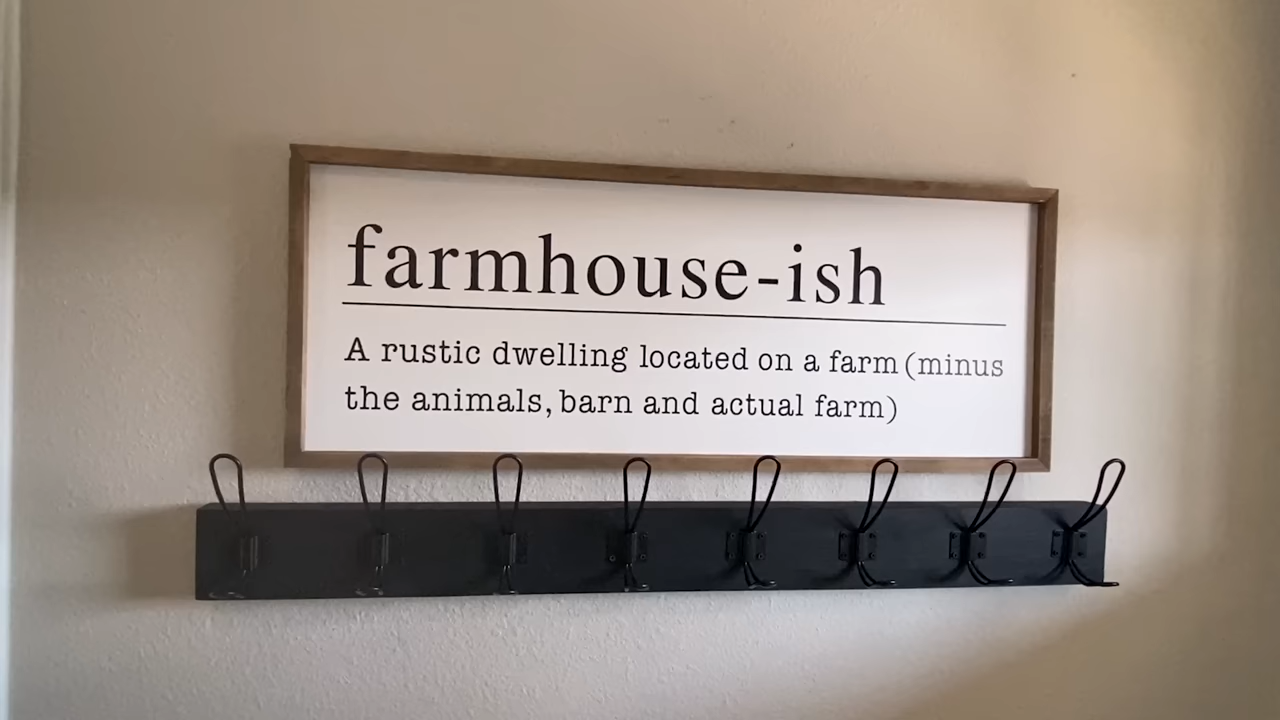 farmhouse-ish
A rustic dwelling located on a farm (minus
the animals, barn and actual farm)